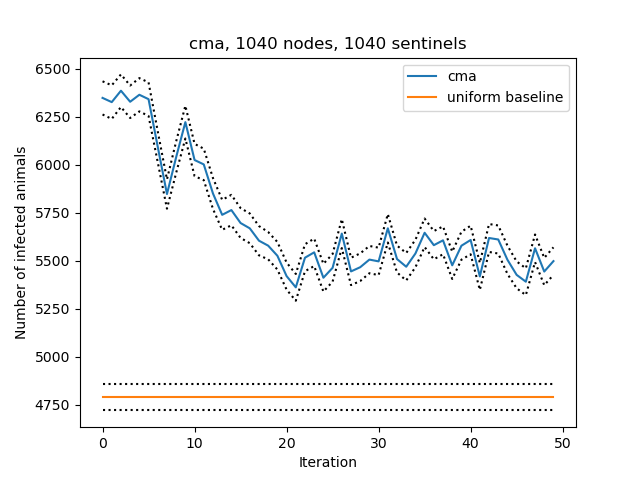 cma, 1040 nodes, 1040 sentinels
cma
uniform baseline
Number of infected animals
6500
6250
6000
5750
5500
5250
5000
4750
0 10 20 30 40 50
Iteration